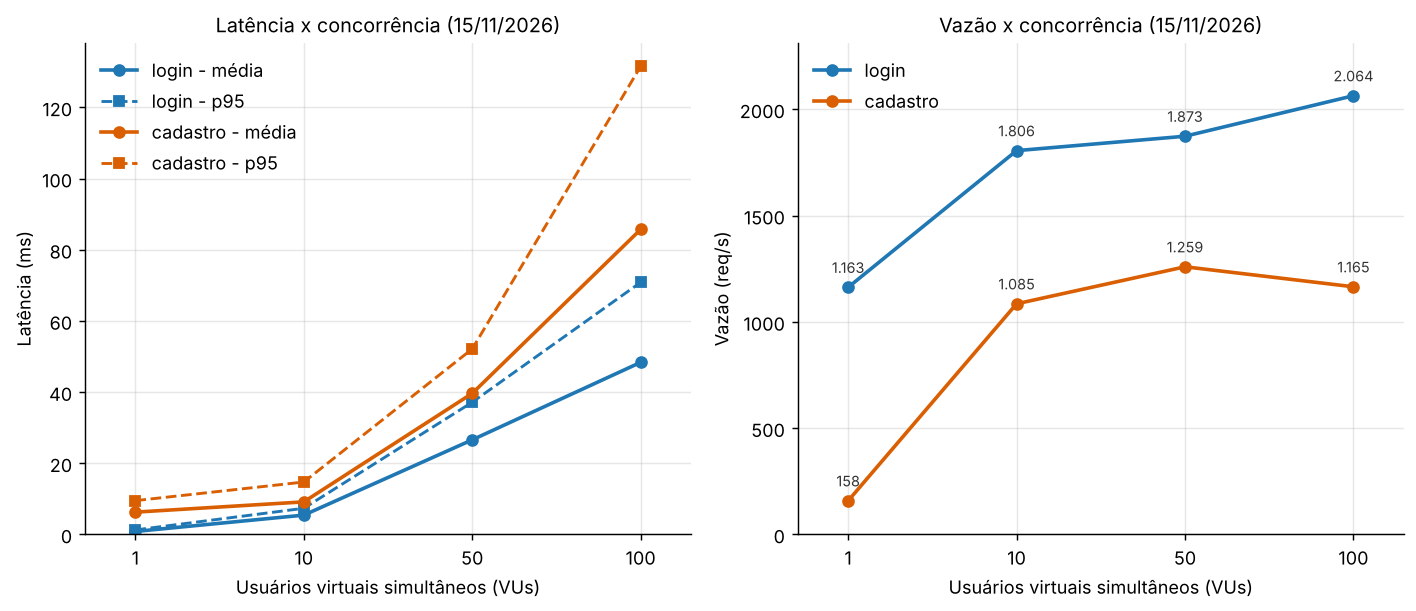 Latência x concorrência (15/11/2026)
login - média
login - p95
cadastro - média
cadastro - p95
Latência (ms)
120
100
80
60
40
20
0
1
10
50
100
Usuários virtuais simultâneos (VUs)
Vazão x concorrência (15/11/2026)
login
cadastro
Vazão (req/s)
2000
1500
1000
500
0
1.163
1.806
1.873
2.064
158
1.085
1.259
1.165
1
10
50
100
Usuários virtuais simultâneos (VUs)